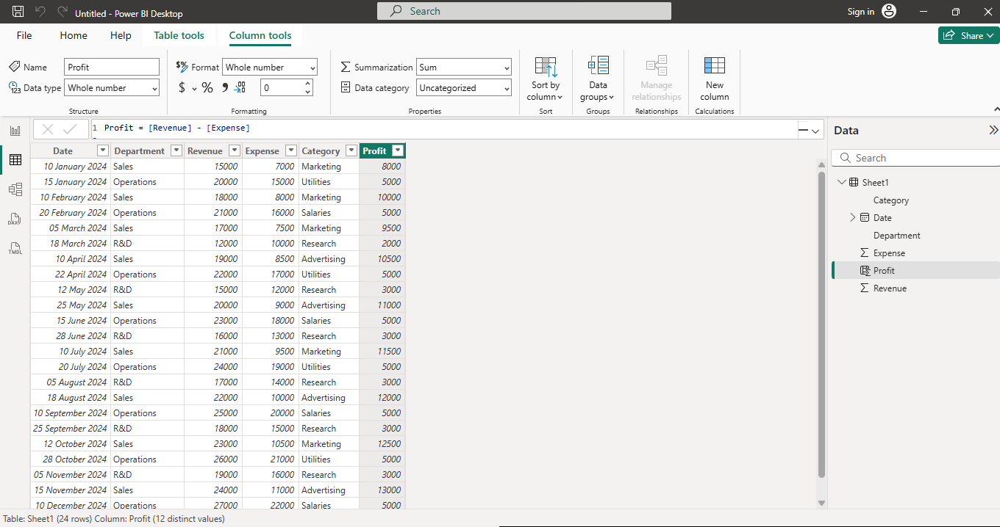 Untitled - Power BI Desktop
Search
Sign in
File Home Help Table tools Column tools
Share
Name Profit
Data type Whole number
Structure
Format Whole number
$ % 0
Formatting
Summarization Sum
Data category Uncategorized
Properties
Sort by column
Sort
Data groups
Groups
Manage relationships
Relationships
New column
Calculations
1 Profit = [Revenue] - [Expense]
Date Department Revenue Expense Category Profit
10 January 2024 Sales 15000 7000 Marketing 8000
15 January 2024 Operations 20000 15000 Utilities 5000
10 February 2024 Sales 18000 8000 Marketing 10000
20 February 2024 Operations 21000 16000 Salaries 5000
05 March 2024 Sales 17000 7500 Marketing 9500
18 March 2024 R&D 12000 10000 Research 2000
10 April 2024 Sales 19000 8500 Advertising 10500
22 April 2024 Operations 22000 17000 Utilities 5000
12 May 2024 R&D 15000 12000 Research 3000
25 May 2024 Sales 20000 9000 Advertising 11000
15 June 2024 Operations 23000 18000 Salaries 5000
28 June 2024 R&D 16000 13000 Research 3000
10 July 2024 Sales 21000 9500 Marketing 11500
20 July 2024 Operations 24000 19000 Utilities 5000
05 August 2024 R&D 17000 14000 Research 3000
18 August 2024 Sales 22000 10000 Advertising 12000
10 September 2024 Operations 25000 20000 Salaries 5000
25 September 2024 R&D 18000 15000 Research 3000
12 October 2024 Sales 23000 10500 Marketing 12500
28 October 2024 Operations 26000 21000 Utilities 5000
05 November 2024 R&D 19000 16000 Research 3000
15 November 2024 Sales 24000 11000 Advertising 13000
10 December 2024 Operations 27000 22000 Salaries 5000
DAX
TMDL
Data
Search
Sheet1
Category
Date
Department
Expense
Profit
Revenue
Table: Sheet1 (24 rows) Column: Profit (12 distinct values)